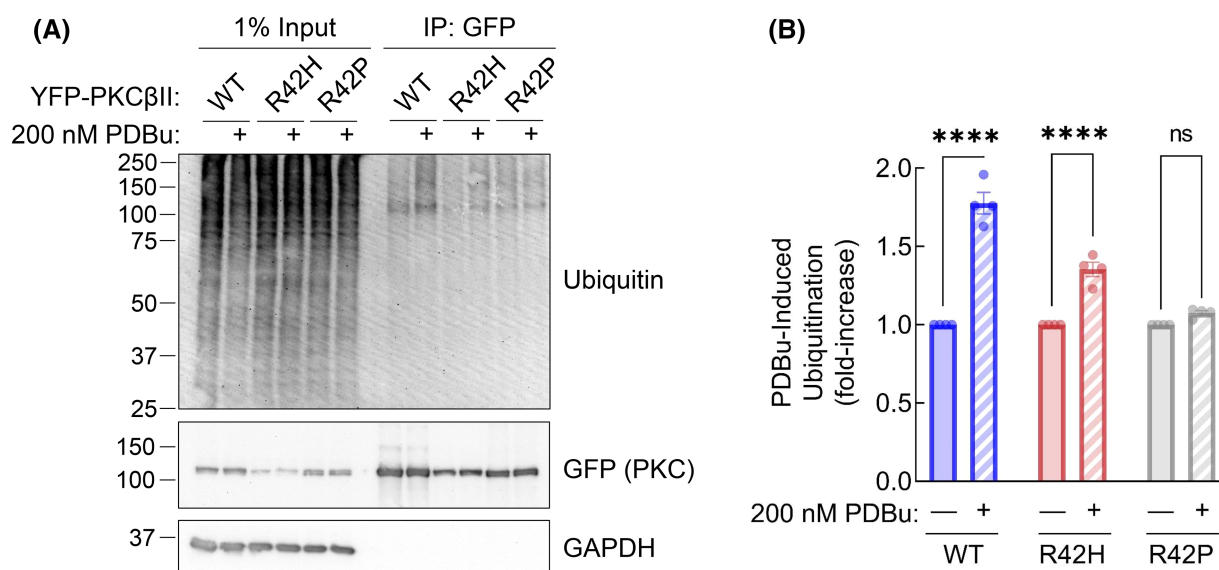 (A)
1% Input IP: GFP
YFP-PKCβII: WT R42H R42P WT R42H R42P
200 nM PDBu: + + + + + +
250
150
100
75
50
37
25
Ubiquitin
150
100
GFP (PKC)
37
GAPDH
(B)
**** **** ns
2.0
1.5
1.0
0.5
0.0
PDBu-Induced
Ubiquitination
(fold-increase)
200 nM PDBu: — + — + — +
WT R42H R42P